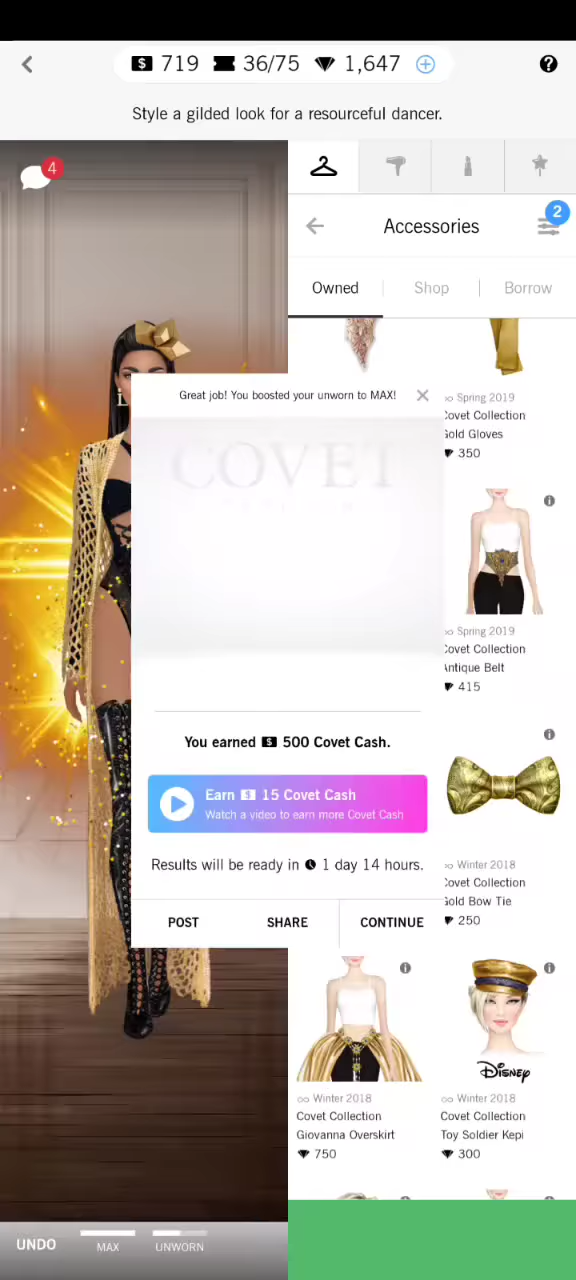 719 36/75 1,647
Style a gilded look for a resourceful dancer.
4
2
Accessories
Owned Shop Borrow
Spring 2019
Covet Collection
Gold Gloves
350
Great job! You boosted your unworn to MAX!
COVET
Spring 2019
Covet Collection
Antique Belt
415
You earned $ 500 Covet Cash.
Earn $ 15 Covet Cash
Watch a video to earn more Covet Cash
Results will be ready in 1 day 14 hours.
POST SHARE CONTINUE
Winter 2018
Covet Collection
Gold Bow Tie
250
Disney
Winter 2018
Covet Collection
Giovanna Overskirt
750
Winter 2018
Covet Collection
Toy Soldier Kepi
300
UNDO MAX UNWORN